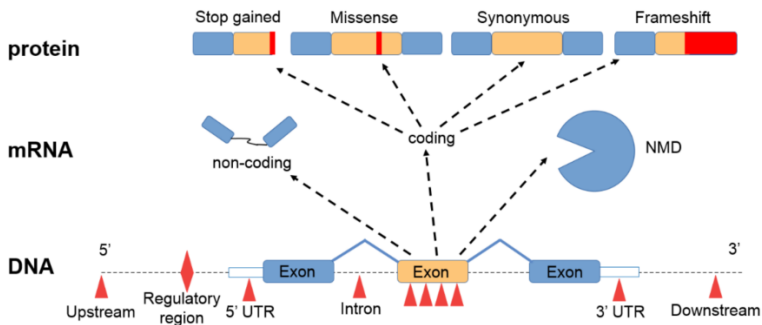 Stop gained Missense Synonymous Frameshift
protein
coding
mRNA
non-coding
NMD
5' 3'
DNA
Exon Exon Exon
Upstream
Regulatory
region
5' UTR
Intron
3' UTR
Downstream